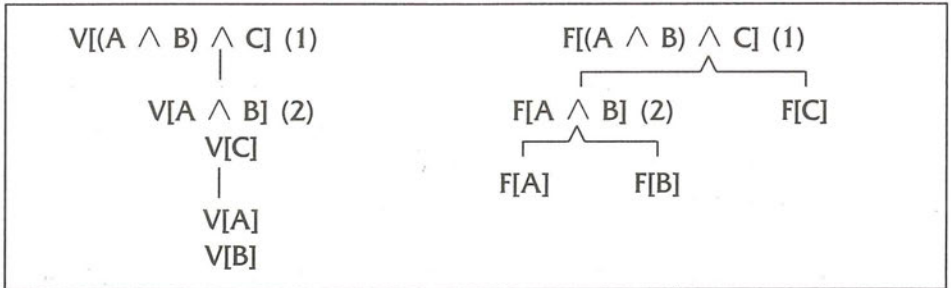 V[(A ∧ B) ∧ C] (1)
V[A ∧ B] (2)
V[C]
V[A]
V[B]
F[(A ∧ B) ∧ C] (1)
F[A ∧ B] (2) F[C]
F[A] F[B]